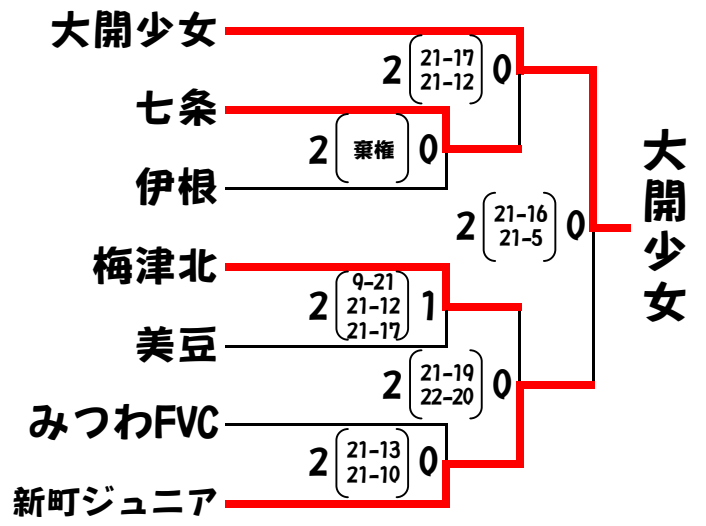 大開少女
2 21-17 0
21-12
七条
2 棄権 0
伊根
大開少女
2 21-16 0
21-5
梅津北
2 9-21 1
21-12
21-17
美豆
2 21-19 0
22-20
みつわFVC
2 21-13 0
21-10
新町ジュニア